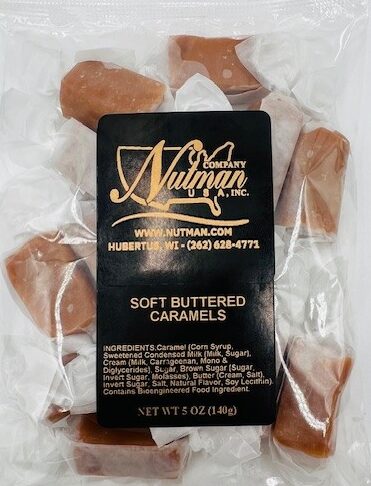 Nutman
COMPANY
U S A, INC.
WWW.NUTMAN.COM
HUBERTUS, WI - (262) 628-4771
SOFT BUTTERED
CARAMELS
INGREDIENTS:Caramel (Corn Syrup,
Sweetened Condensed Milk (Milk, Sugar),
Cream (Milk, Carrageenan, Mono &
Diglycerides), Sugar, Brown Sugar (Sugar,
Invert Sugar, Molasses), Butter (Cream, Salt),
Invert Sugar, Salt, Natural Flavor, Soy Lecithin).
Contains Bioengineered Food Ingredient.
NET WT 5 OZ (140g)